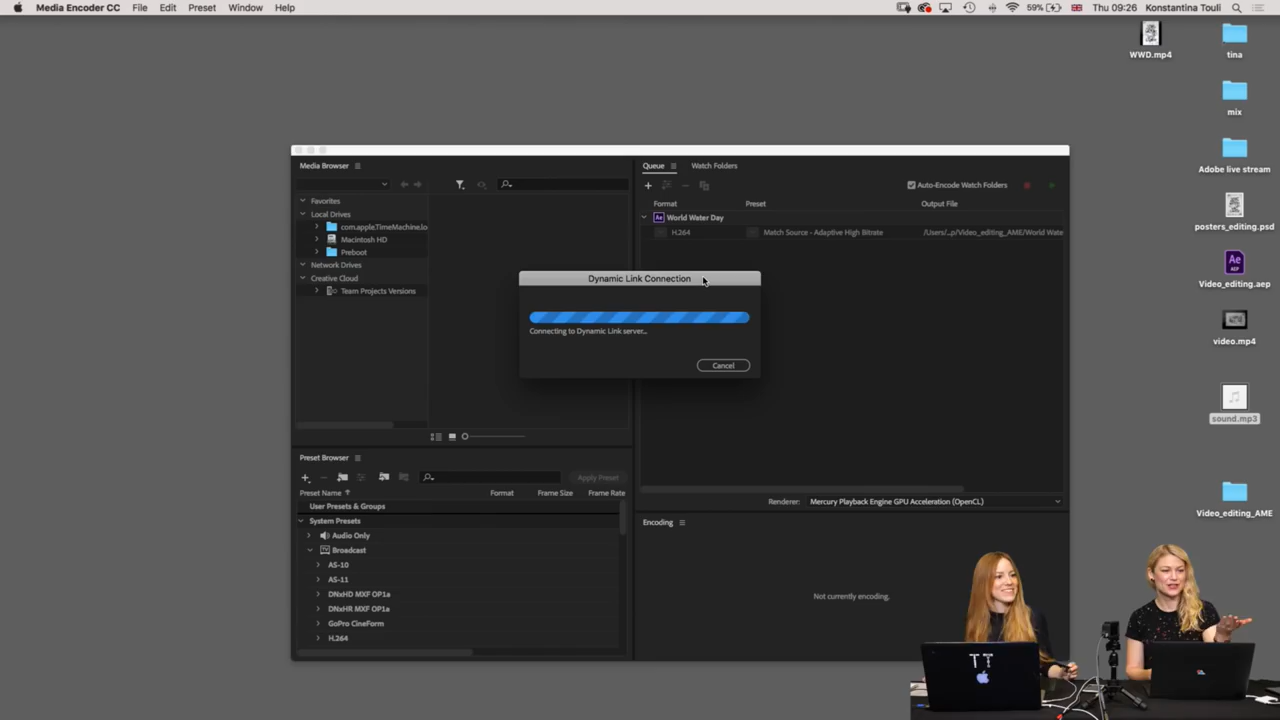 Media Encoder CC File Edit Preset Window Help 59% Thu 09:26 Konstantina Touli
WWD.mp4
tina
mix
Adobe live stream
posters_editing.psd
Ae
AEP
Video_editing.aep
video.mp4
sound.mp3
Video_editing_AME
Media Browser
Favorites
Local Drives
com.apple.TimeMachine.lo
Macintosh HD
Preboot
Network Drives
Creative Cloud
Team Projects Versions
Queue Watch Folders
Auto-Encode Watch Folders
Format Preset Output File
Ae World Water Day
H.264 Match Source - Adaptive High Bitrate /Users/...p/Video_editing_AME/World Wate
Dynamic Link Connection
Connecting to Dynamic Link server...
Cancel
Renderer: Mercury Playback Engine GPU Acceleration (OpenCL)
Preset Browser
Apply Preset
Preset Name Format Frame Size Frame Rate
User Presets & Groups
System Presets
Audio Only
Broadcast
AS-10
AS-11
DNxHD MXF OP1a
DNxHR MXF OP1a
GoPro CineForm
H.264
Encoding
Not currently encoding.
TT